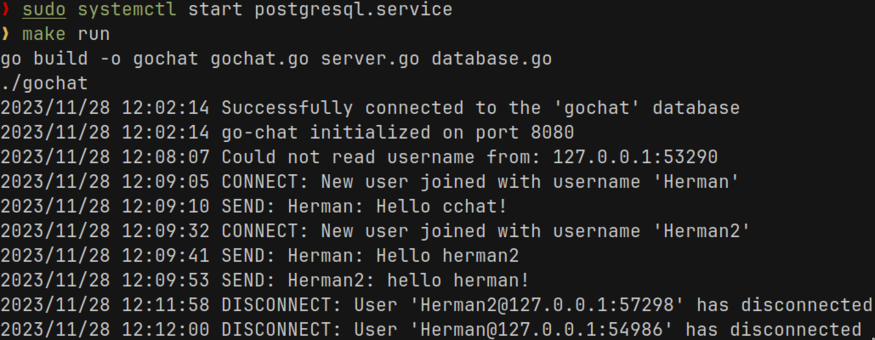 ❯ sudo systemctl start postgresql.service
❯ make run
go build -o gochat gochat.go server.go database.go
./gochat
2023/11/28 12:02:14 Successfully connected to the 'gochat' database
2023/11/28 12:02:14 go-chat initialized on port 8080
2023/11/28 12:08:07 Could not read username from: 127.0.0.1:53290
2023/11/28 12:09:05 CONNECT: New user joined with username 'Herman'
2023/11/28 12:09:10 SEND: Herman: Hello cchat!
2023/11/28 12:09:32 CONNECT: New user joined with username 'Herman2'
2023/11/28 12:09:41 SEND: Herman: Hello herman2
2023/11/28 12:09:53 SEND: Herman2: hello herman!
2023/11/28 12:11:58 DISCONNECT: User 'Herman2@127.0.0.1:57298' has disconnected
2023/11/28 12:12:00 DISCONNECT: User 'Herman@127.0.0.1:54986' has disconnected